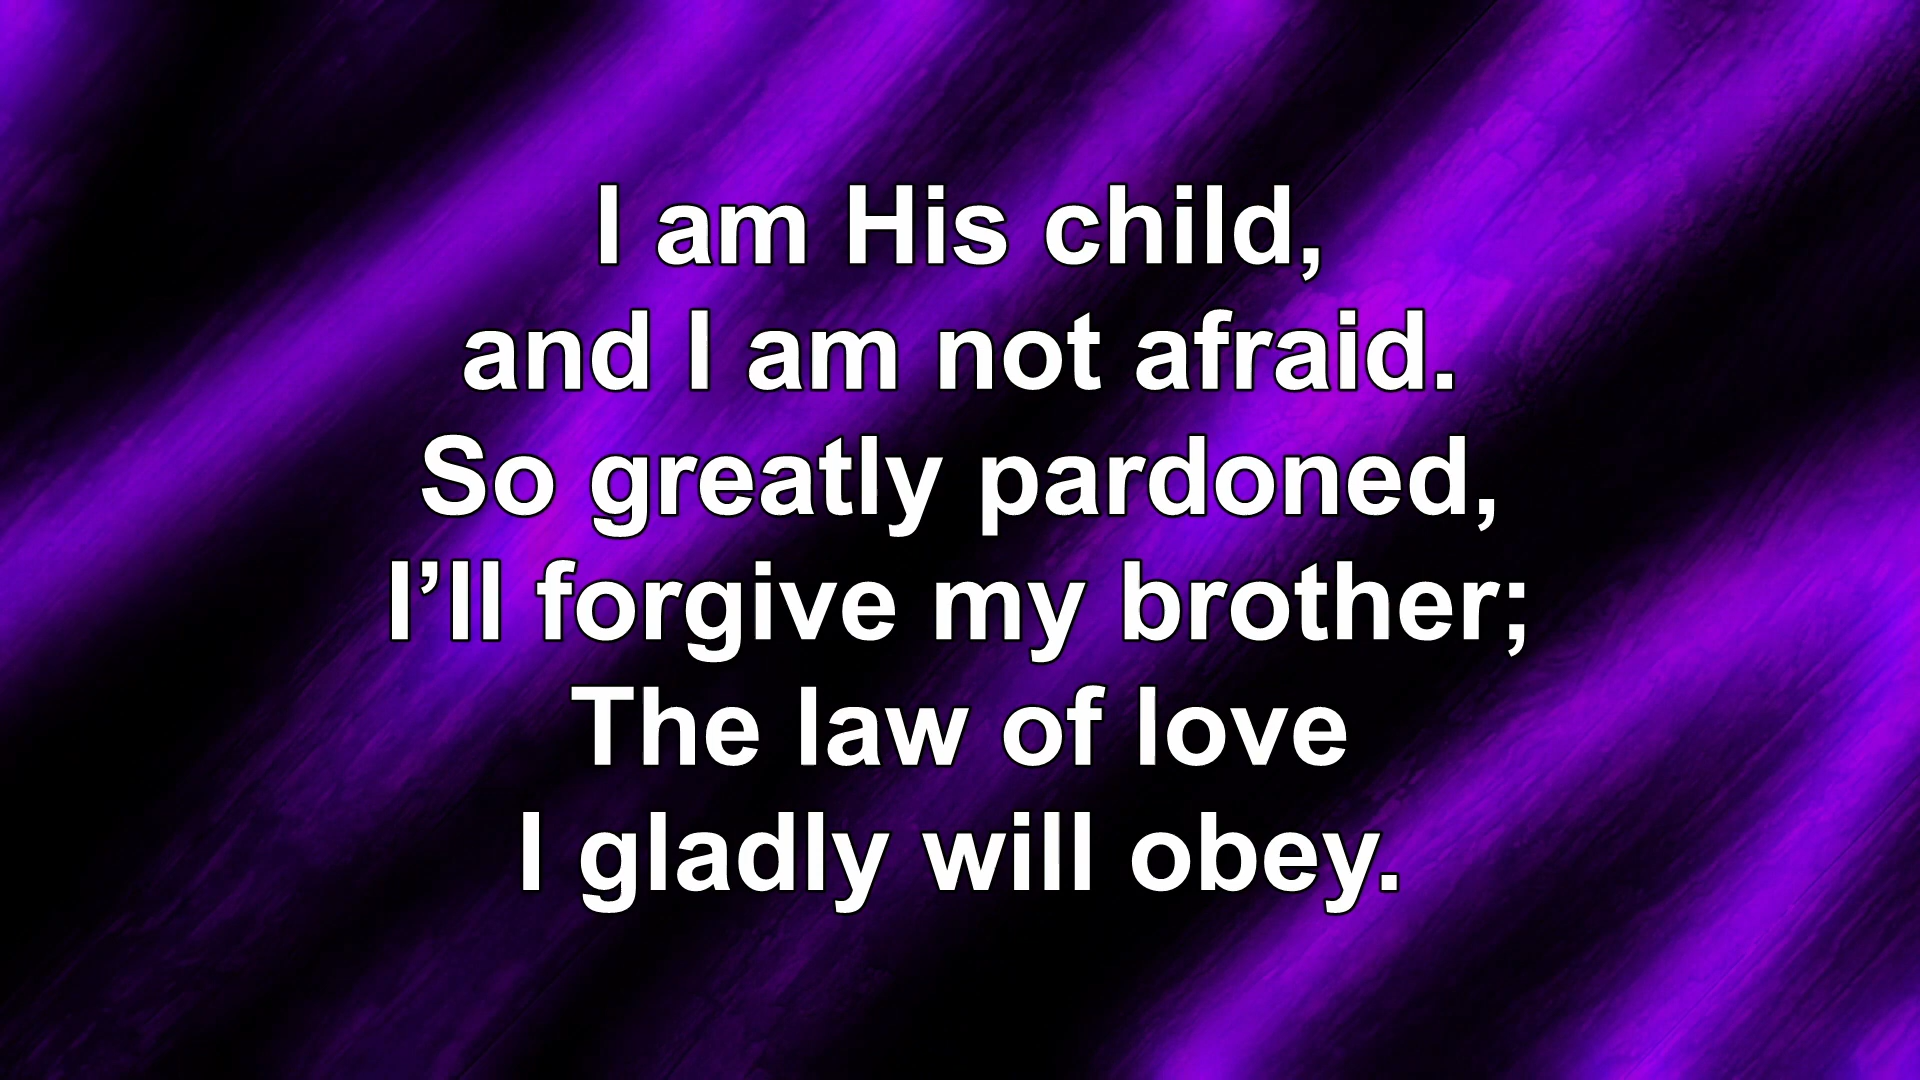 I am His child,
and I am not afraid.
So greatly pardoned,
I’ll forgive my brother;
The law of love
I gladly will obey.